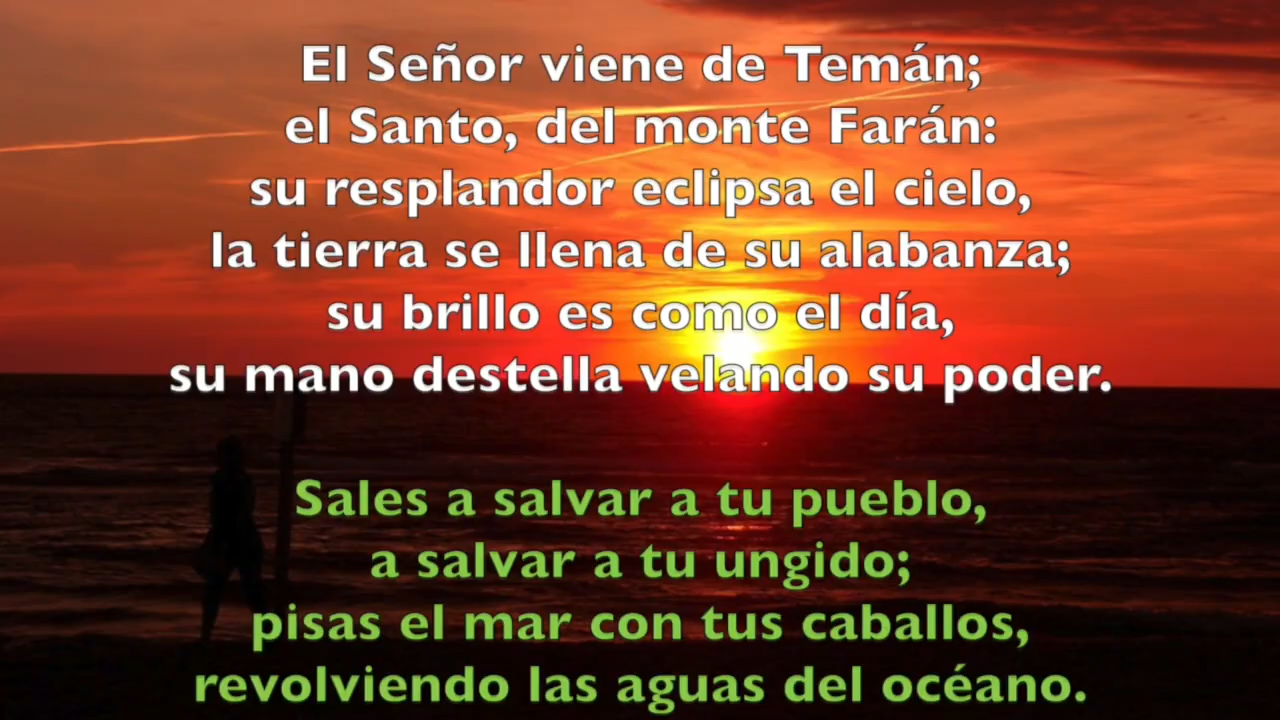 El Señor viene de Temán;
el Santo, del monte Farán:
su resplandor eclipsa el cielo,
la tierra se llena de su alabanza;
su brillo es como el día,
su mano destella velando su poder.
Sales a salvar a tu pueblo,
a salvar a tu ungido;
pisas el mar con tus caballos,
revolviendo las aguas del océano.